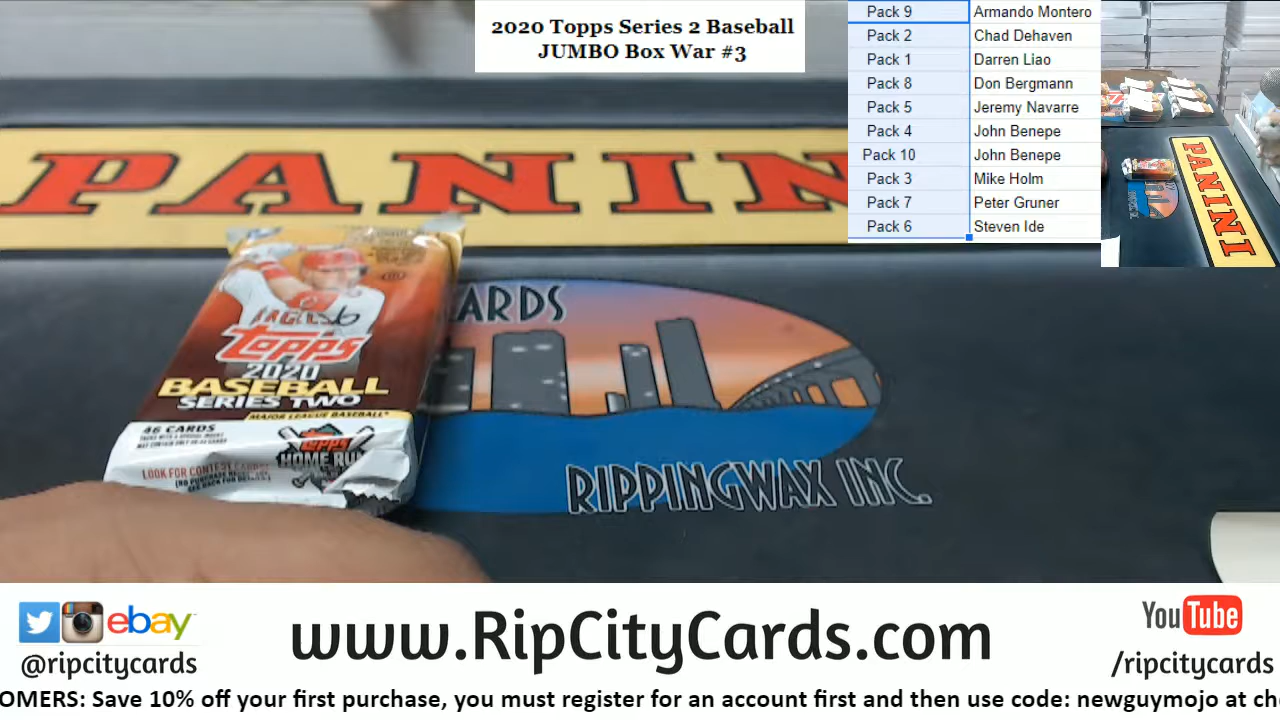 2020 Topps Series 2 Baseball
JUMBO Box War #3
Pack 9 Armando Montero
Pack 2 Chad Dehaven
Pack 1 Darren Liao
Pack 8 Don Bergmann
Pack 5 Jeremy Navarre
Pack 4 John Benepe
Pack 10 John Benepe
Pack 3 Mike Holm
Pack 7 Peter Gruner
Pack 6 Steven Ide
PANIN
PANINI
CARDS
RIPPINGWAX INC.
Topps
2020
BASEBALL
SERIES TWO
MAJOR LEAGUE BASEBALL
46 CARDS
LOOK FOR CONTEST CARDS!
TOPPS
HOME RU
ebay
@ripcitycards
www.RipCityCards.com
YouTube
/ripcitycards
OMERS: Save 10% off your first purchase, you must register for an account first and then use code: newguymojo at ch